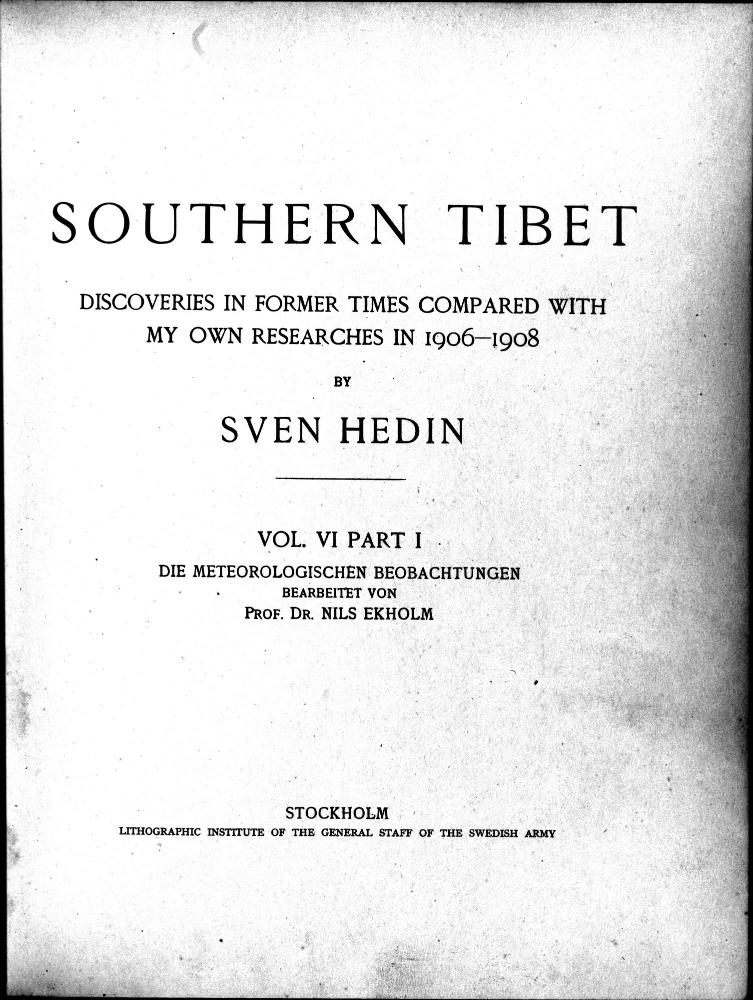 SOUTHERN TIBET
DISCOVERIES IN FORMER TIMES COMPARED WITH
MY OWN RESEARCHES IN 1906—1908
BY
SVEN HEDIN
VOL. VI PART I
DIE METEOROLOGISCHEN BEOBACHTUNGEN
BEARBEITET VON
PROF. DR. NILS EKHOLM
STOCKHOLM
LITHOGRAPHIC INSTITUTE OF THE GENERAL STAFF OF THE SWEDISH ARMY